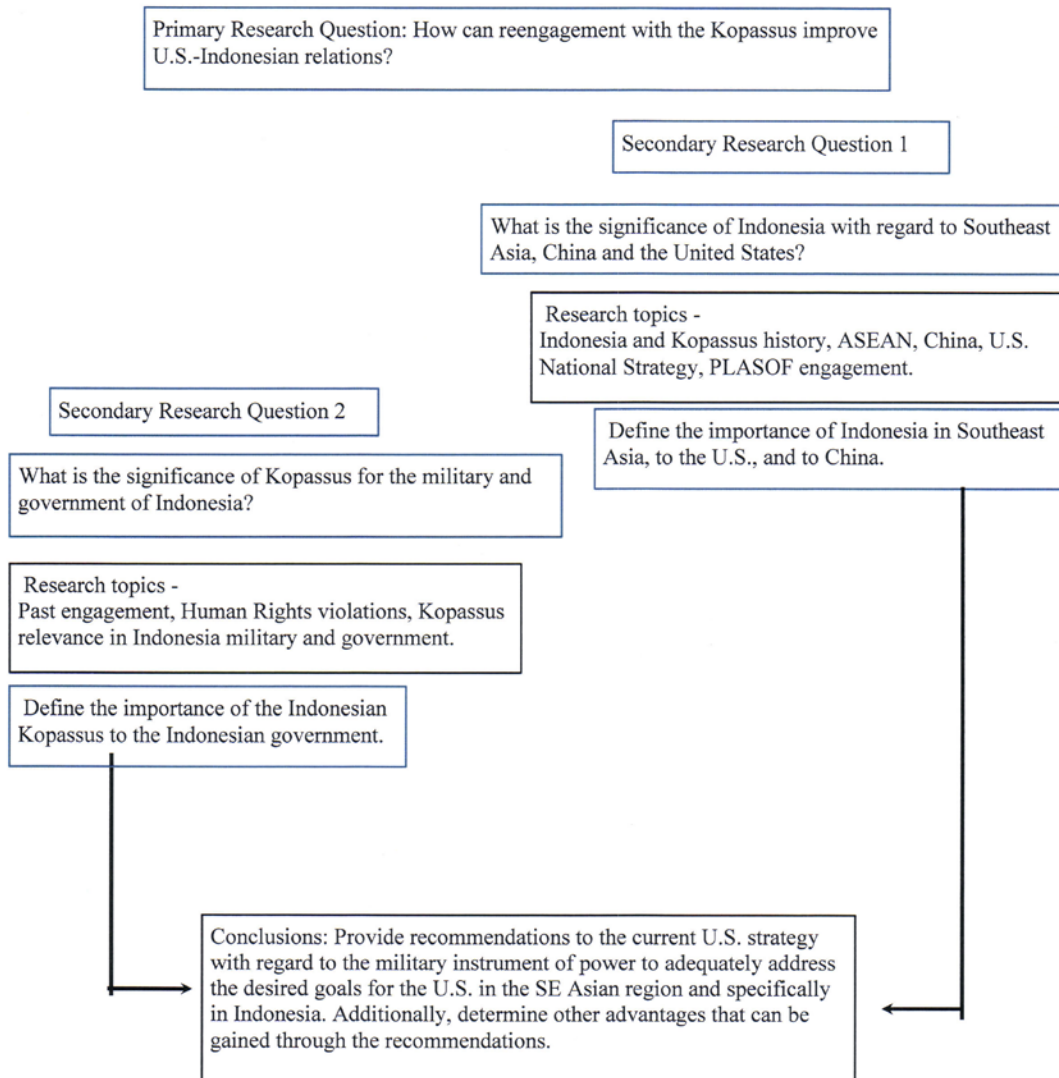 Primary Research Question: How can reengagement with the Kopassus improve
U.S.-Indonesian relations?
Secondary Research Question 1
What is the significance of Indonesia with regard to Southeast
Asia, China and the United States?
Research topics -
Indonesia and Kopassus history, ASEAN, China, U.S.
National Strategy, PLASOF engagement.
Define the importance of Indonesia in Southeast
Asia, to the U.S., and to China.
Secondary Research Question 2
What is the significance of Kopassus for the military and
government of Indonesia?
Research topics -
Past engagement, Human Rights violations, Kopassus
relevance in Indonesia military and government.
Define the importance of the Indonesian
Kopassus to the Indonesian government.
Conclusions: Provide recommendations to the current U.S. strategy
with regard to the military instrument of power to adequately address
the desired goals for the U.S. in the SE Asian region and specifically
in Indonesia. Additionally, determine other advantages that can be
gained through the recommendations.